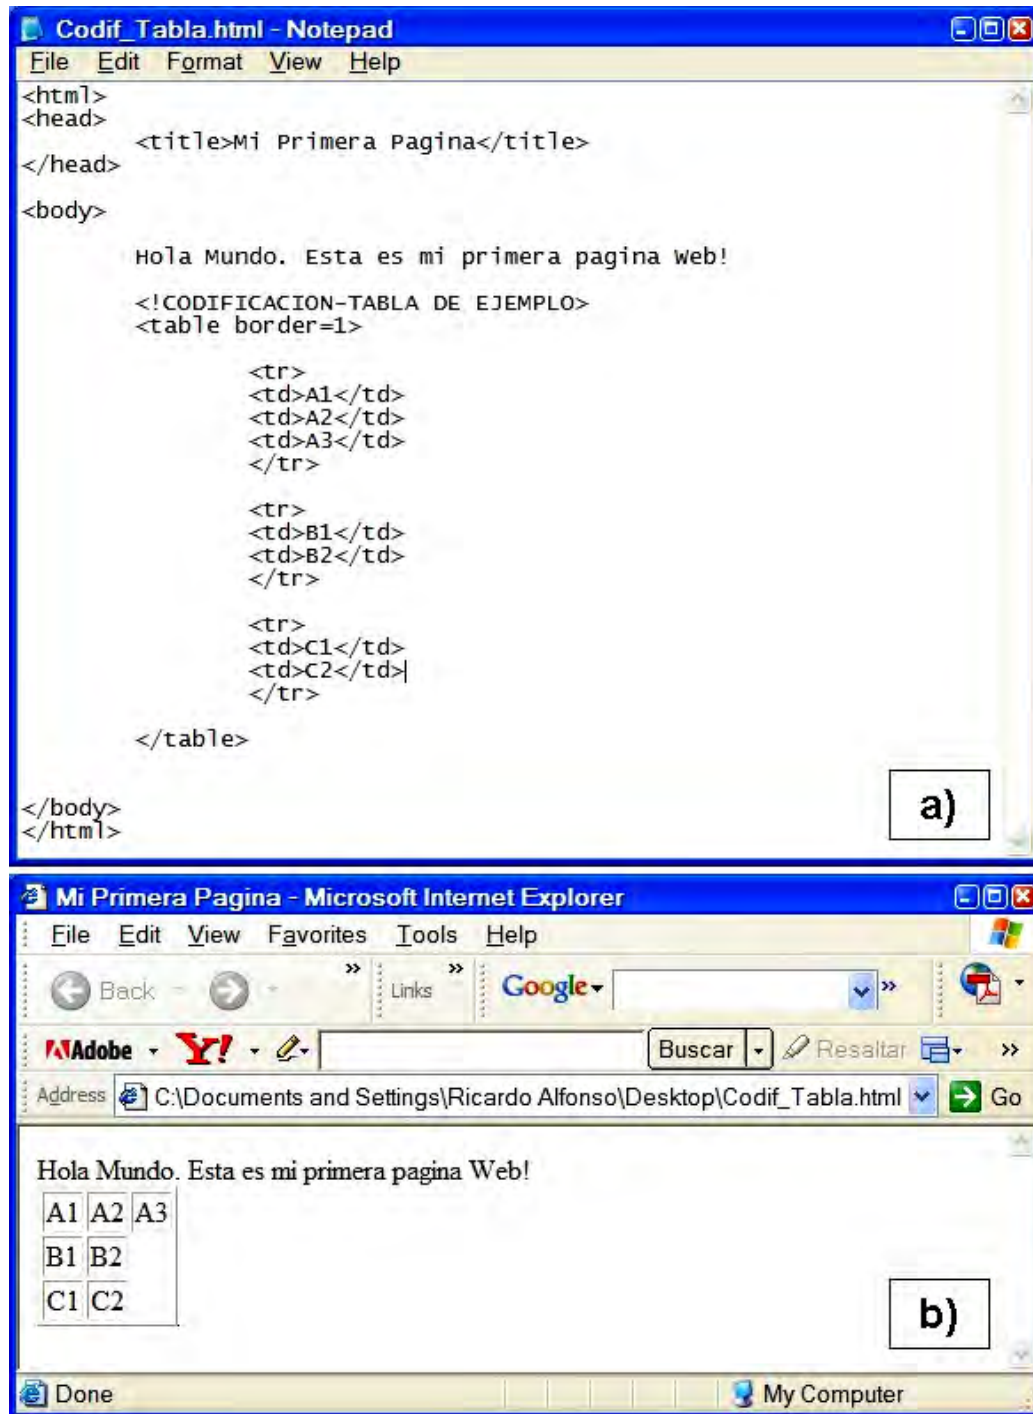 Codif_Tabla.html - Notepad
File Edit Format View Help
<html>
<head>
<title>Mi Primera Pagina</title>
</head>
<body>
Hola Mundo. Esta es mi primera pagina Web!
<!CODIFICACION-TABLA DE EJEMPLO>
<table border=1>
<tr>
<td>A1</td>
<td>A2</td>
<td>A3</td>
</tr>
<tr>
<td>B1</td>
<td>B2</td>
</tr>
<tr>
<td>C1</td>
<td>C2</td>
</tr>
</table>
</body>
</html>
a)
Mi Primera Pagina - Microsoft Internet Explorer
File Edit View Favorites Tools Help
Back » Links » Google »
Adobe Y! Buscar Resaltar »
Address C:\Documents and Settings\Ricardo Alfonso\Desktop\Codif_Tabla.html Go
Hola Mundo. Esta es mi primera pagina Web!
A1 A2 A3
B1 B2
C1 C2
b)
Done My Computer